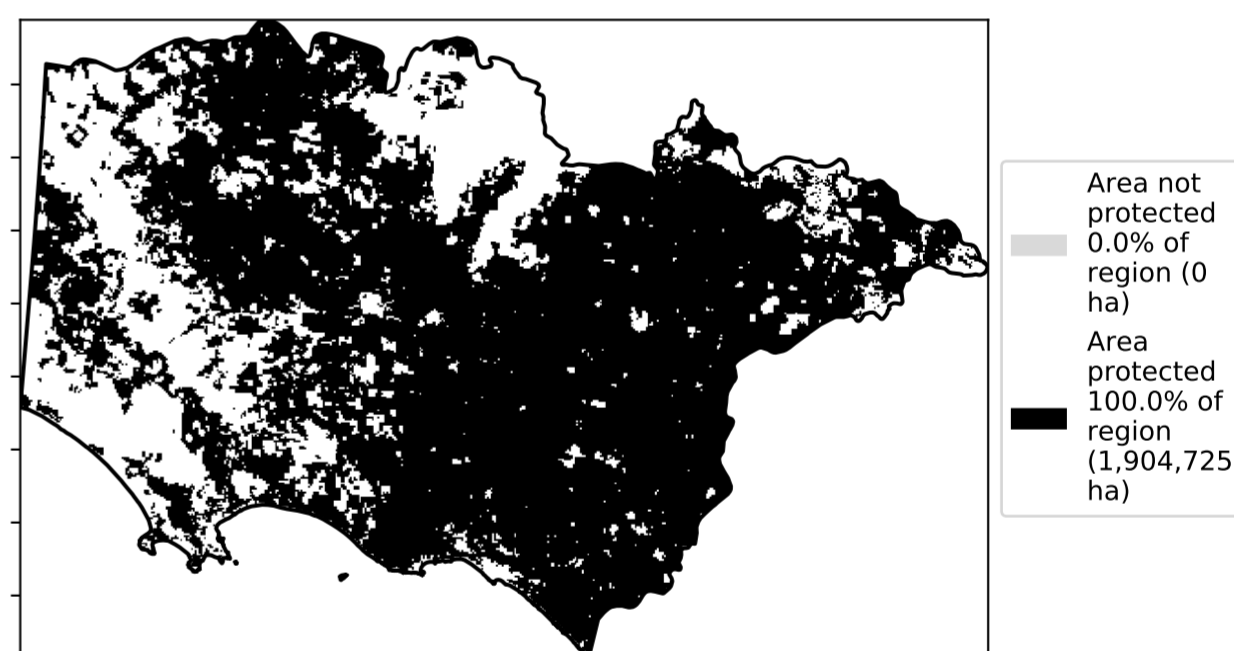 Area not
protected
0.0% of
region (0
ha)
Area
protected
100.0% of
region
(1,904,725
ha)